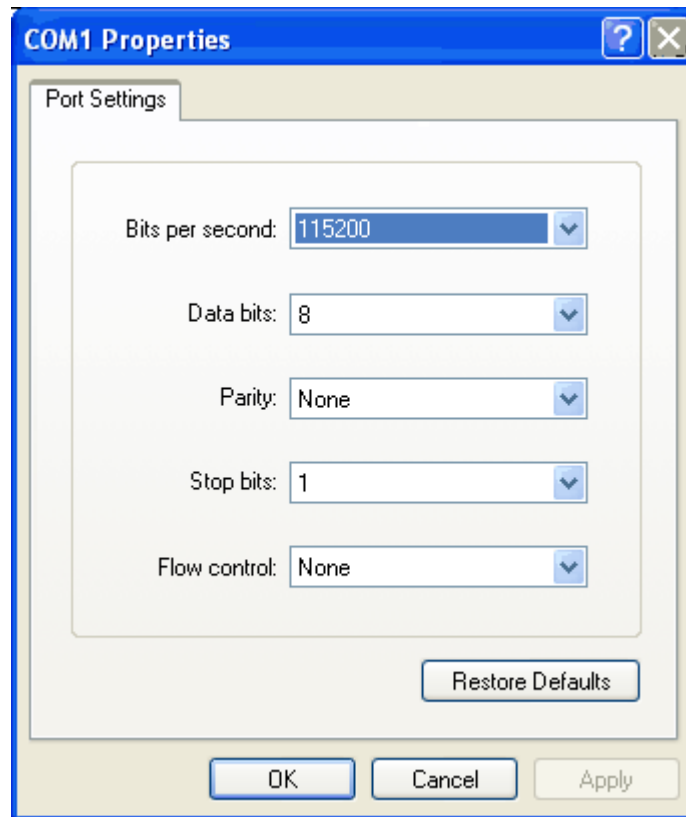 COM1 Properties
Port Settings
Bits per second: 115200
Data bits: 8
Parity: None
Stop bits: 1
Flow control: None
Restore Defaults
OK Cancel Apply